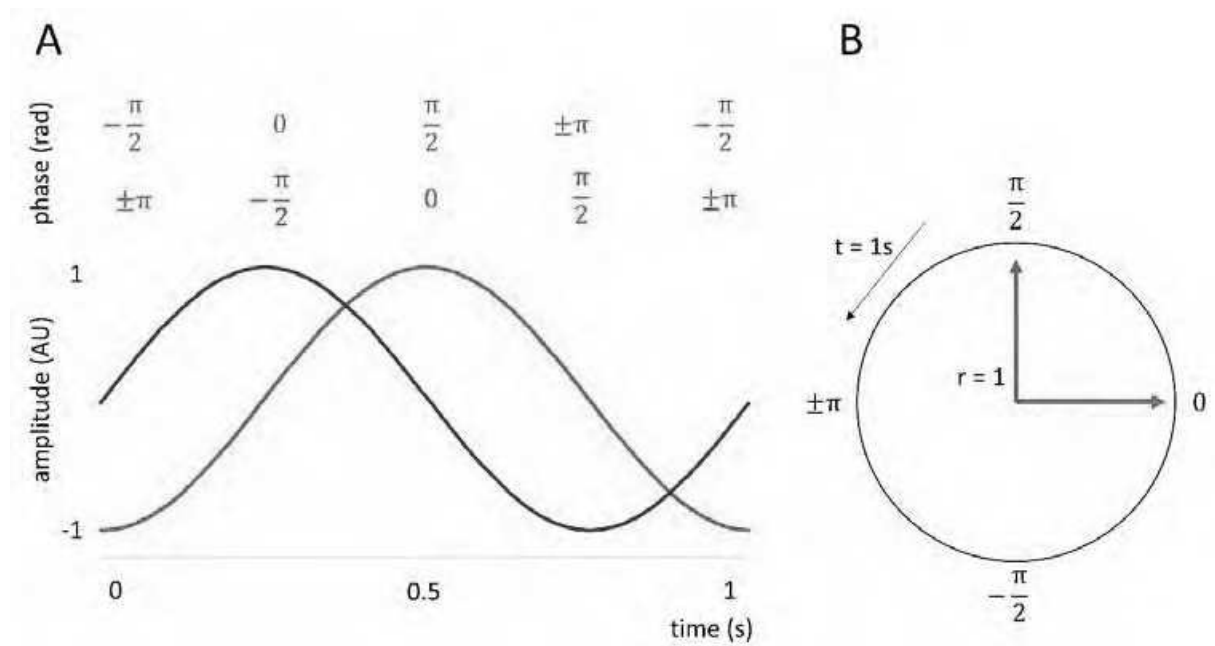 A
B
phase (rad)
−π/2 0 π/2 ±π −π/2
±π −π/2 0 π/2 ±π
amplitude (AU)
1
-1
0 0.5 1
time (s)
π/2
t = 1s
r = 1
±π 0
−π/2